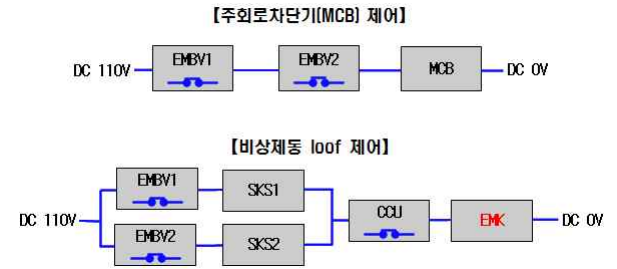 【주회로차단기(MCB) 제어】
DC 110V EMBV1 EMBV2 MCB DC 0V
【비상제동 loof 제어】
EMBV1 SKS1
DC 110V CCU EMK DC 0V
EMBV2 SKS2